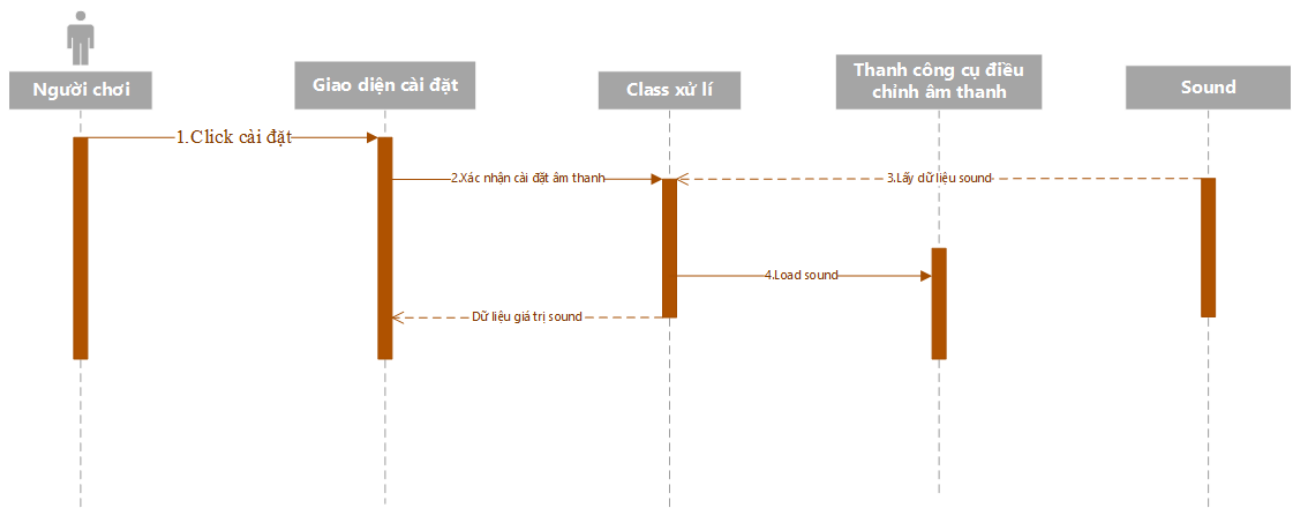 Người chơi
Giao diện cài đặt
Class xử lí
Thanh công cụ điều
chỉnh âm thanh
Sound
1.Click cài đặt
2.Xác nhận cài đặt âm thanh
3.Lấy dữ liệu sound
4.Load sound
Dữ liệu giá trị sound